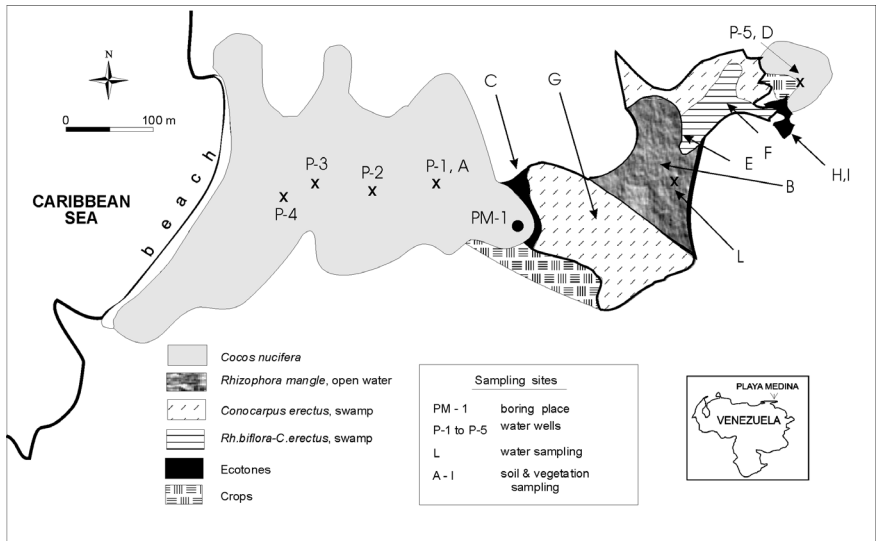 N
0 100 m
CARIBBEAN
SEA
beach
P-4
P-3
P-2
P-1, A
PM-1
C
G
P-5, D
F
E
B
H,I
L
Cocos nucifera
Rhizophora mangle, open water
Conocarpus erectus, swamp
Rh.biflora-C.erectus, swamp
Ecotones
Crops
Sampling sites
PM - 1 boring place
P-1 to P-5 water wells
L water sampling
A - I soil & vegetation
sampling
PLAYA MEDINA
VENEZUELA